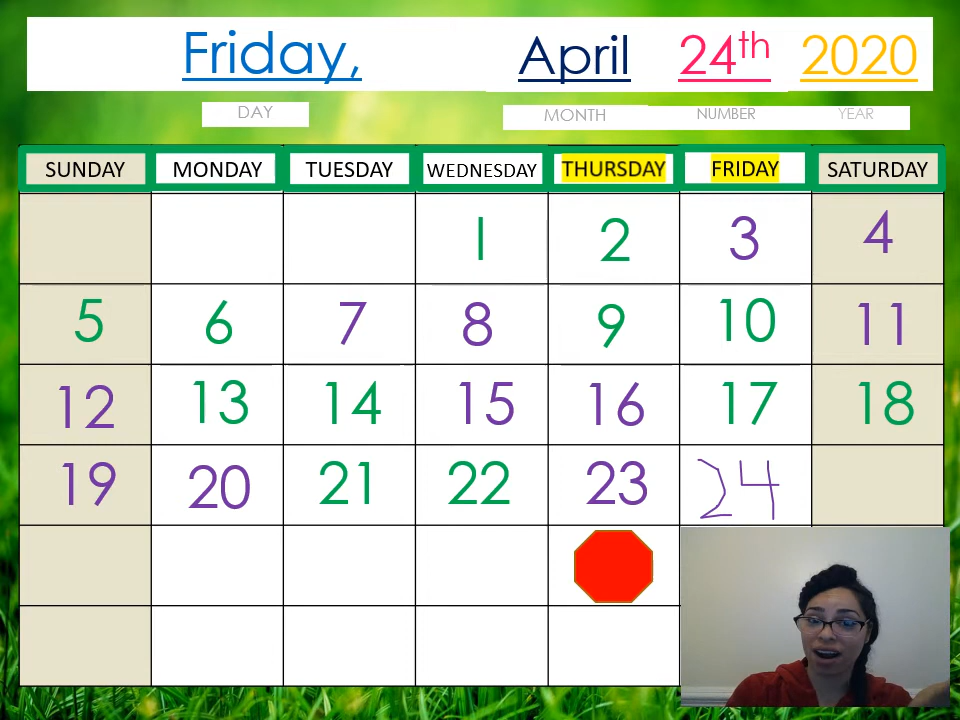 Friday, April 24th 2020
DAY MONTH NUMBER YEAR
SUNDAY MONDAY TUESDAY WEDNESDAY THURSDAY FRIDAY SATURDAY
1 2 3 4
5 6 7 8 9 10 11
12 13 14 15 16 17 18
19 20 21 22 23 24